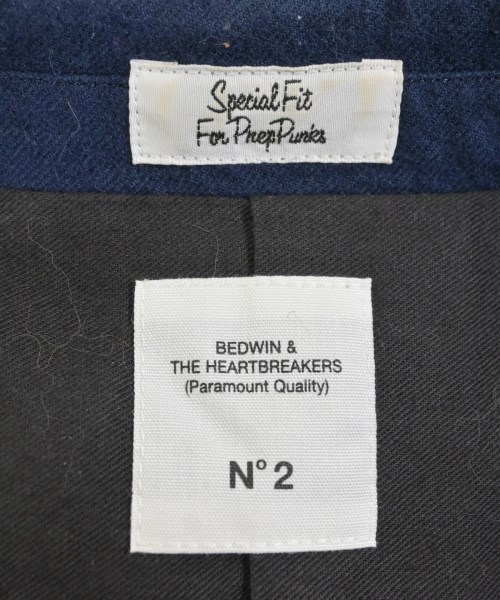 Special Fit
For PrepPunks
BEDWIN &
THE HEARTBREAKERS
(Paramount Quality)
N° 2